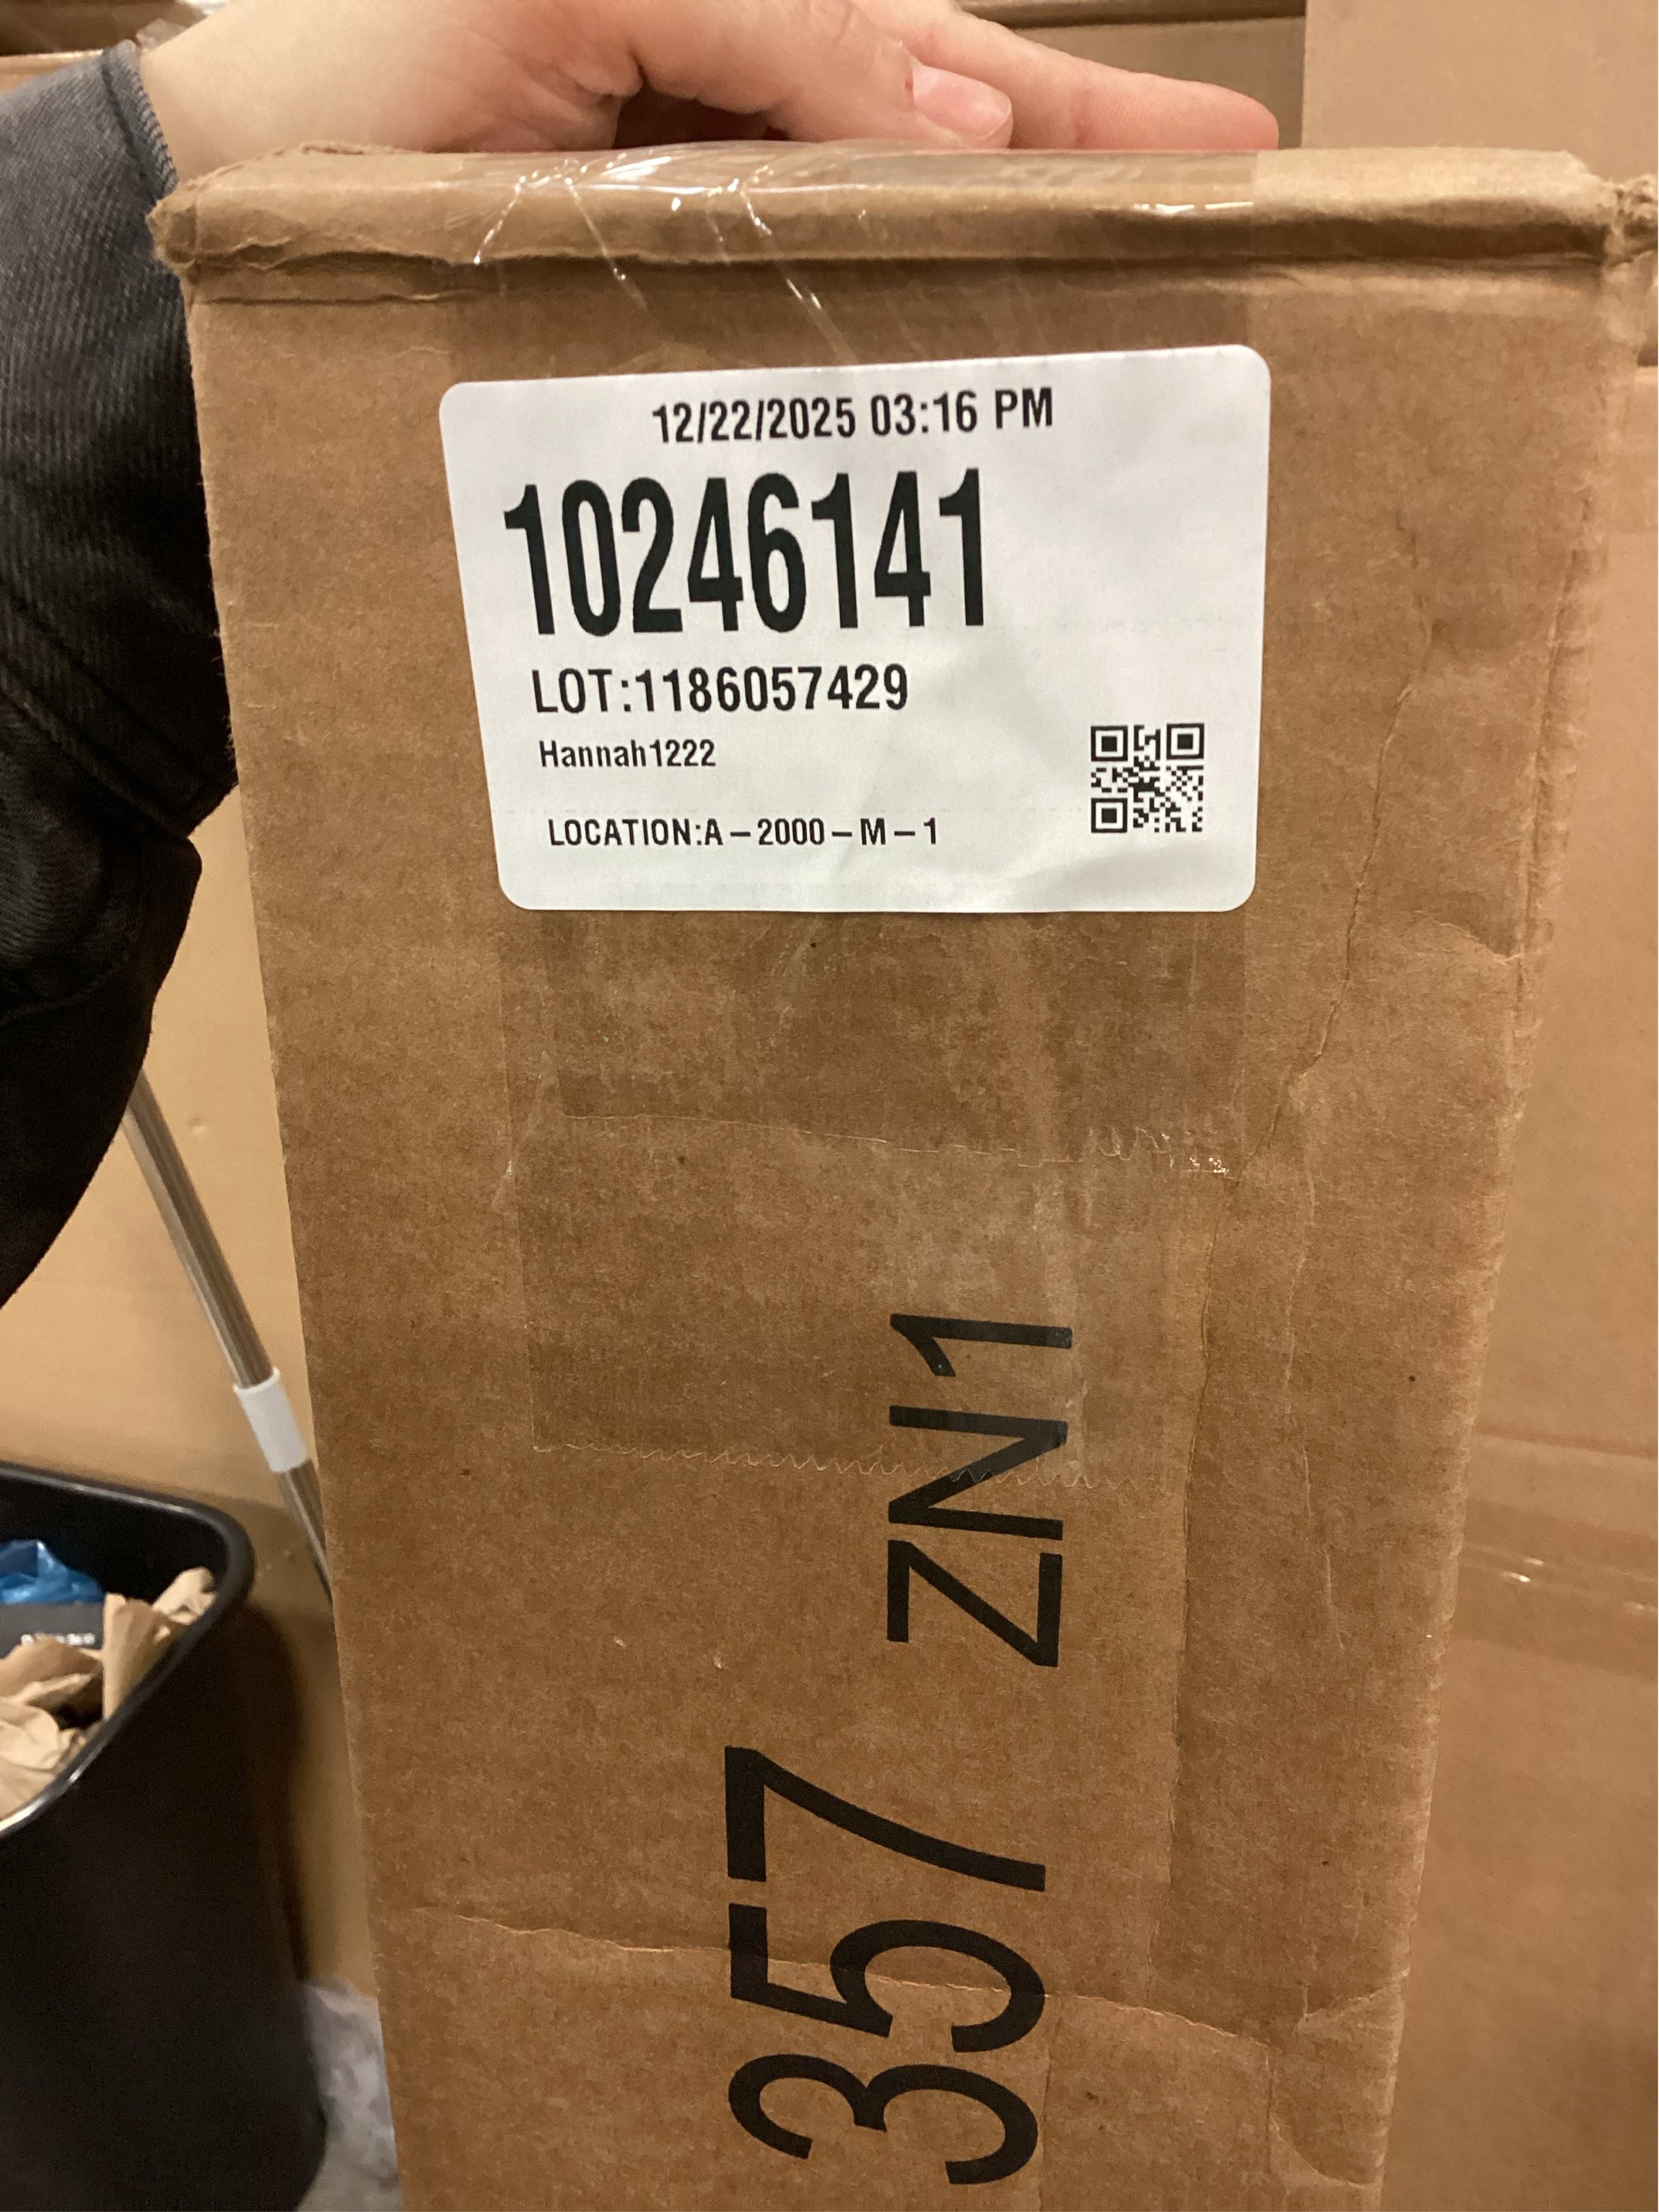 12/22/2025 03:16 PM
10246141
LOT:1186057429
Hannah1222
LOCATION:A-2000-M-1
ZN1
357